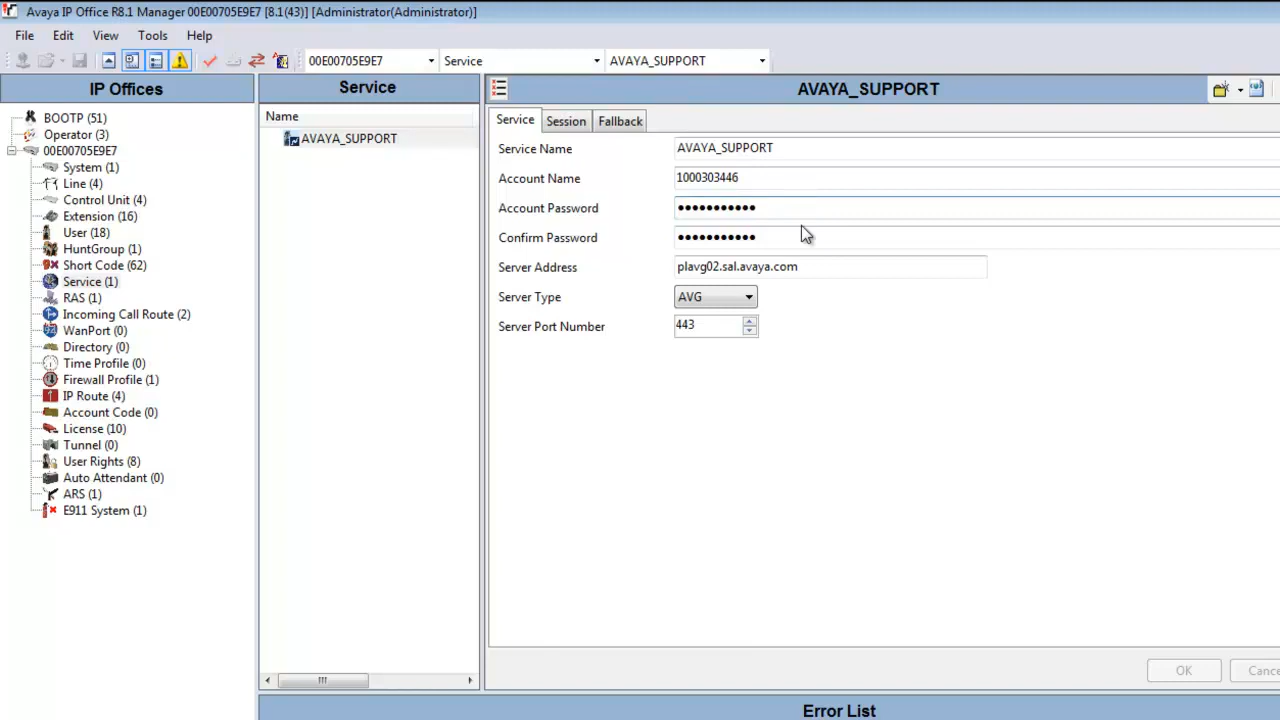 Avaya IP Office R8.1 Manager 00E00705E9E7 [8.1(43)] [Administrator(Administrator)]
File Edit View Tools Help
00E00705E9E7 Service AVAYA_SUPPORT
IP Offices Service AVAYA_SUPPORT
BOOTP (51)
Operator (3)
00E00705E9E7
System (1)
Line (4)
Control Unit (4)
Extension (16)
User (18)
HuntGroup (1)
Short Code (62)
Service (1)
RAS (1)
Incoming Call Route (2)
WanPort (0)
Directory (0)
Time Profile (0)
Firewall Profile (1)
IP Route (4)
Account Code (0)
License (10)
Tunnel (0)
User Rights (8)
Auto Attendant (0)
ARS (1)
E911 System (1)
Name
AVAYA_SUPPORT
Service Session Fallback
Service Name AVAYA_SUPPORT
Account Name 1000303446
Account Password •••••••••••
Confirm Password •••••••••••
Server Address plavg02.sal.avaya.com
Server Type AVG
Server Port Number 443
OK Cance
Error List